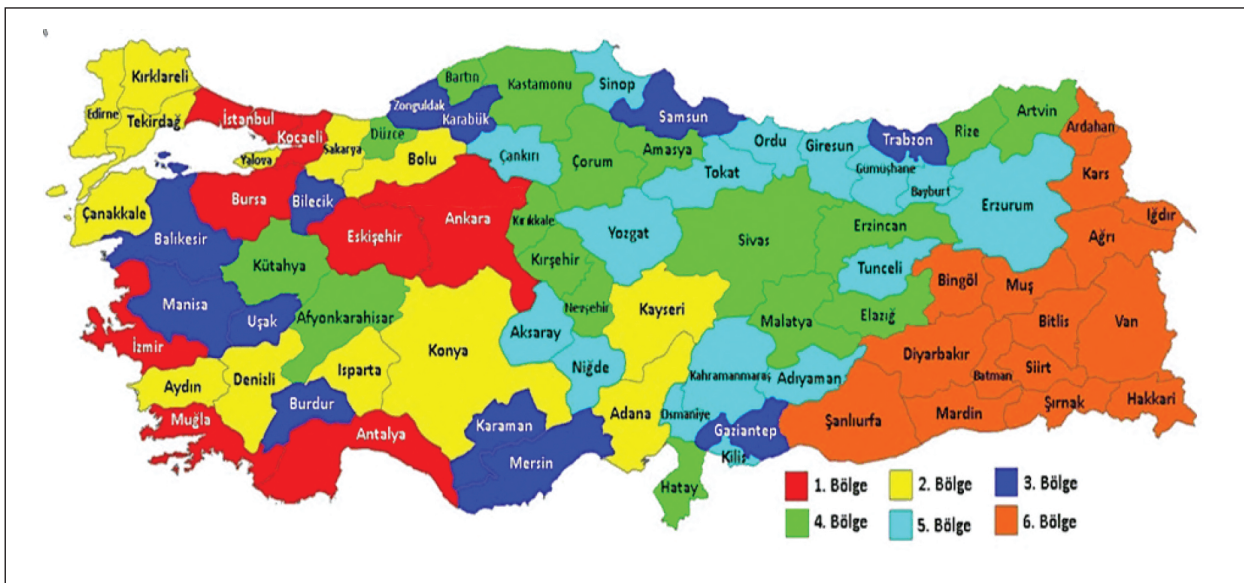 Kırklareli
Edirne
Tekirdağ
İstanbul
Kocaeli
Yalova
Sakarya
Düzce
Bolu
Zonguldak
Bartın
Karabük
Kastamonu
Sinop
Samsun
Çankırı
Çorum
Amasya
Tokat
Ordu
Giresun
Trabzon
Gümüşhane
Bayburt
Rize
Artvin
Ardahan
Kars
Iğdır
Ağrı
Erzurum
Erzincan
Çanakkale
Balıkesir
Bursa
Bilecik
Eskişehir
Ankara
Kırıkkale
Yozgat
Sivas
Tunceli
Bingöl
Muş
Kütahya
Kırşehir
Manisa
Uşak
Afyonkarahisar
Nevşehir
Kayseri
Malatya
Elazığ
Bitlis
Van
İzmir
Konya
Aksaray
Niğde
Diyarbakır
Batman
Siirt
Aydın
Denizli
Isparta
Kahramanmaraş
Adıyaman
Muğla
Burdur
Antalya
Karaman
Mersin
Adana
Osmaniye
Gaziantep
Kilis
Şanlıurfa
Mardin
Şırnak
Hakkari
Hatay
1. Bölge
2. Bölge
3. Bölge
4. Bölge
5. Bölge
6. Bölge